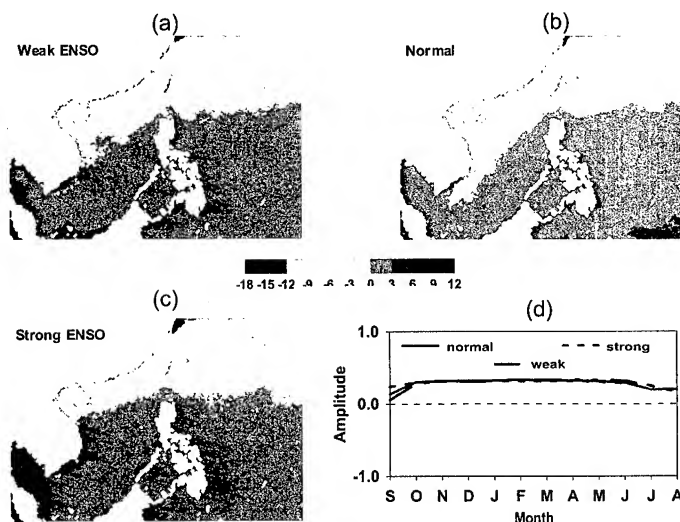 (a)
Weak ENSO
(b)
Normal
-18 -15 -12 -9 -6 -3 0 3 6 9 12
(c)
Strong ENSO
(d)
1.0
normal
strong
weak
Amplitude
0.0
-1.0
S O N D J F M A M J J A
Month